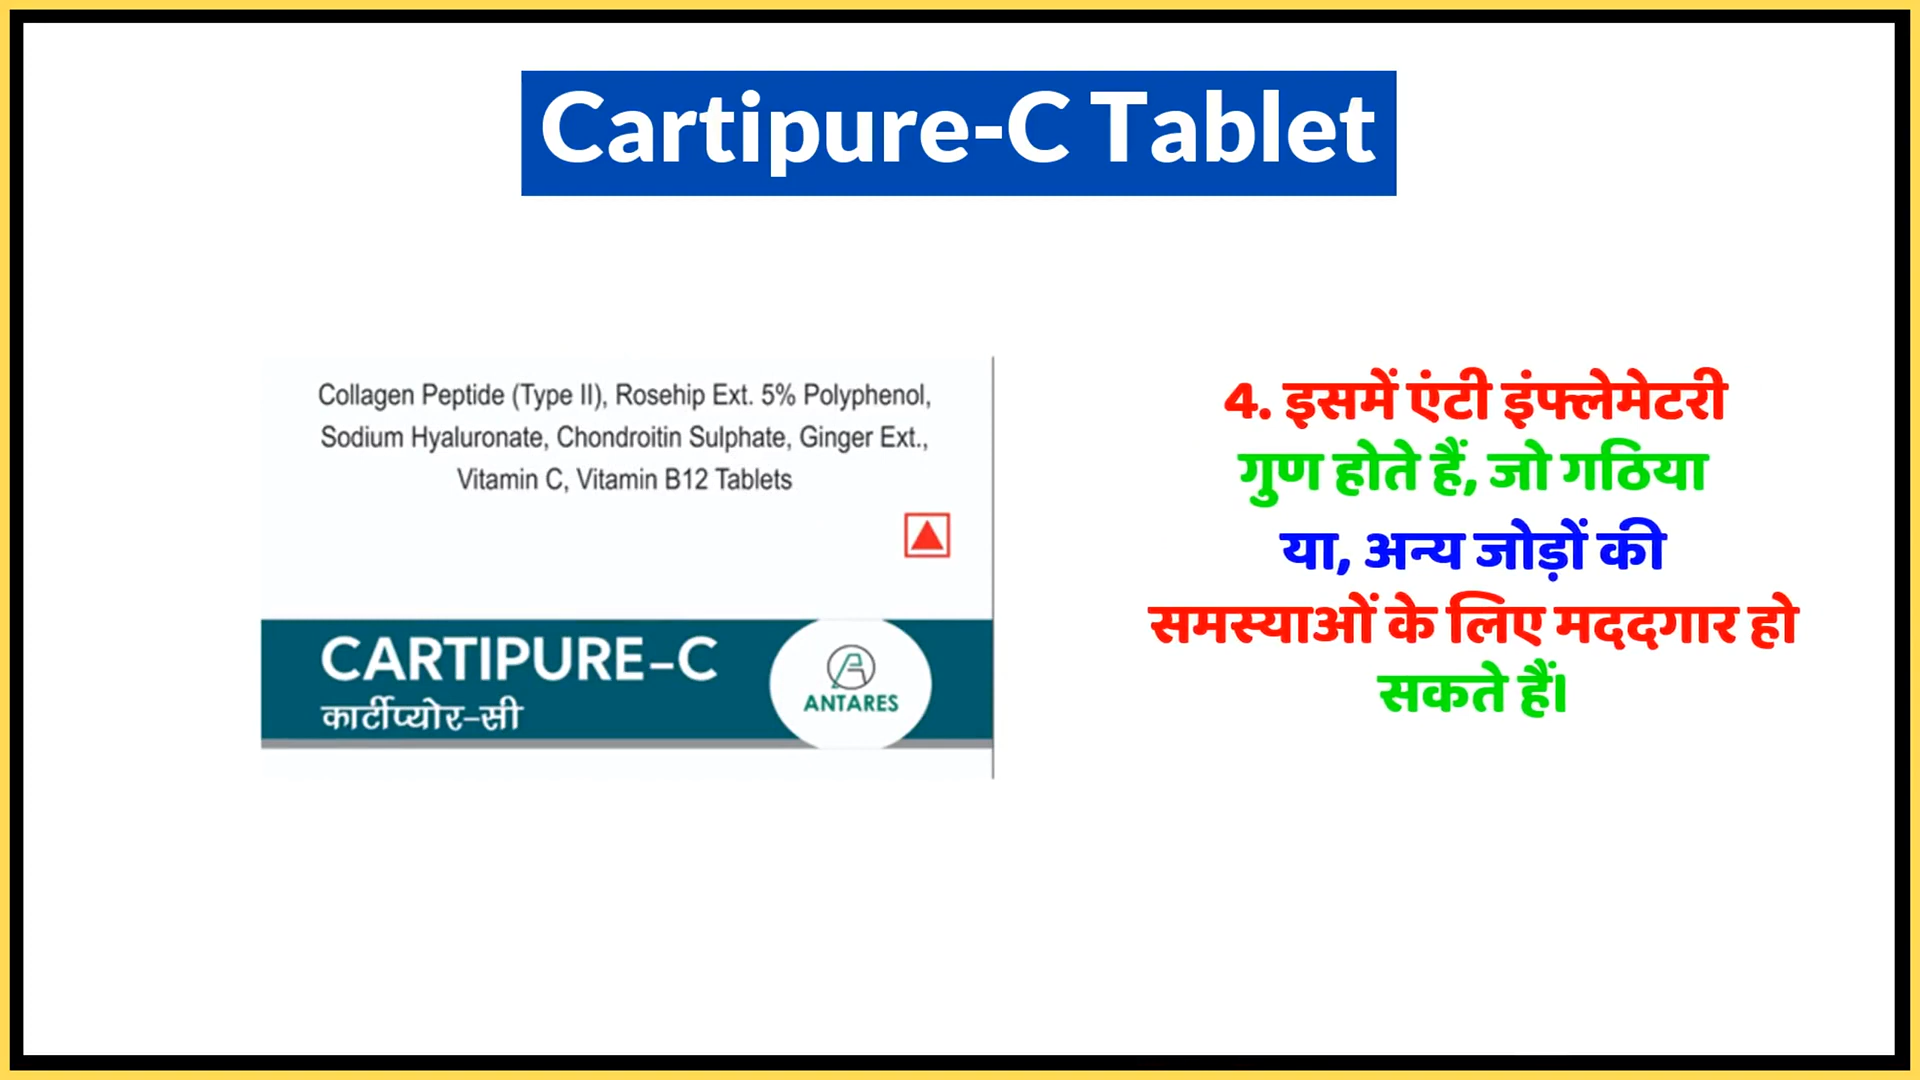 Cartipure-C Tablet
Collagen Peptide (Type II), Rosehip Ext. 5% Polyphenol,
Sodium Hyaluronate, Chondroitin Sulphate, Ginger Ext.,
Vitamin C, Vitamin B12 Tablets
CARTIPURE–C
कार्टीप्योर–सी
ANTARES
4. इसमें एंटी इंफ्लेमेटरी
गुण होते हैं, जो गठिया
या, अन्य जोड़ों की
समस्याओं के लिए मददगार हो
सकते हैं।